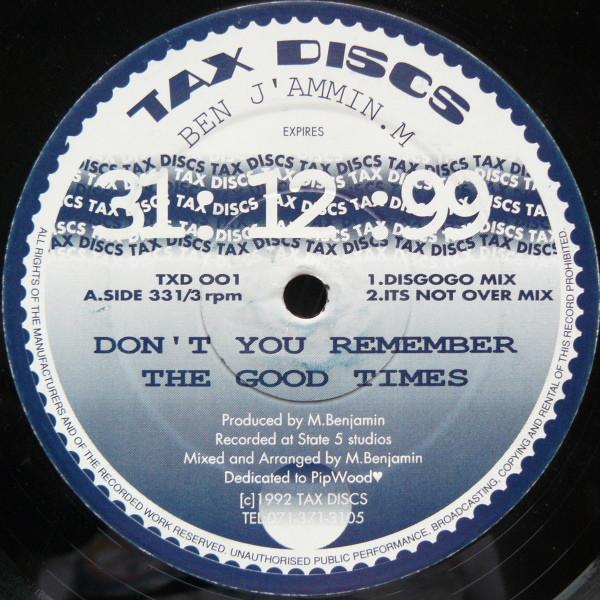 TAX DISCS
BEN J'AMMIN.M
EXPIRES
DISCS TAX DISCS TAX DISCS TAX DISCS TAX DISCS TAX
31:12:99
TXD 001
A.SIDE 331/3 rpm
1.DISGOGO MIX
2.ITS NOT OVER MIX
DON'T YOU REMEMBER
THE GOOD TIMES
Produced by M.Benjamin
Recorded at State 5 studios
Mixed and Arranged by M.Benjamin
Dedicated to PipWood♥
[c]1992 TAX DISCS
TEL:071-371-3105
ALL RIGHTS OF THE MANUFACTURERS AND OF THE RECORDED WORK RESERVED. UNAUTHORISED PUBLIC PERFORMANCE, BROADCASTING, COPYING AND RENTAL OF THIS RECORD PROHIBITED.